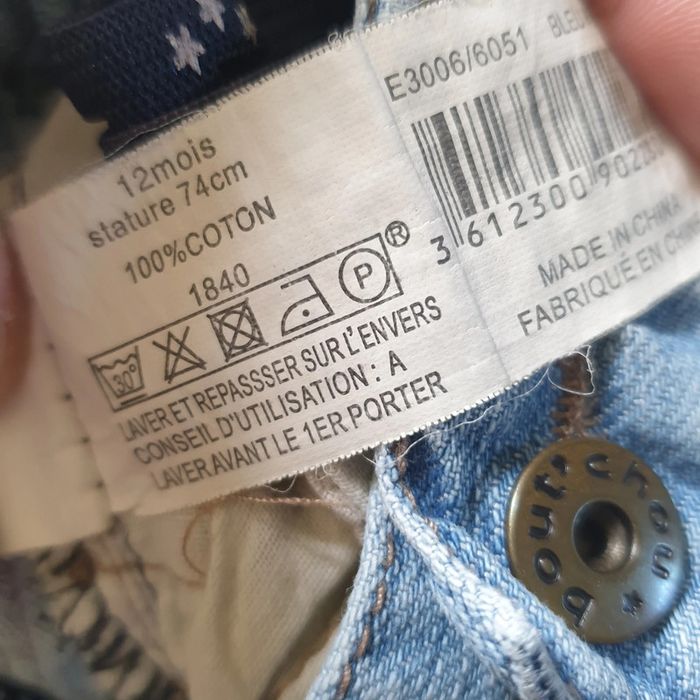 12mois
stature 74cm
100%COTON
1840
30°
P
®
LAVER ET REPASSSER SUR L'ENVERS
CONSEIL D'UTILISATION : A
LAVER AVANT LE 1ER PORTER
E3006/6051
3 612300
MADE IN CHINA
FABRIQUÉ EN
bout'chou